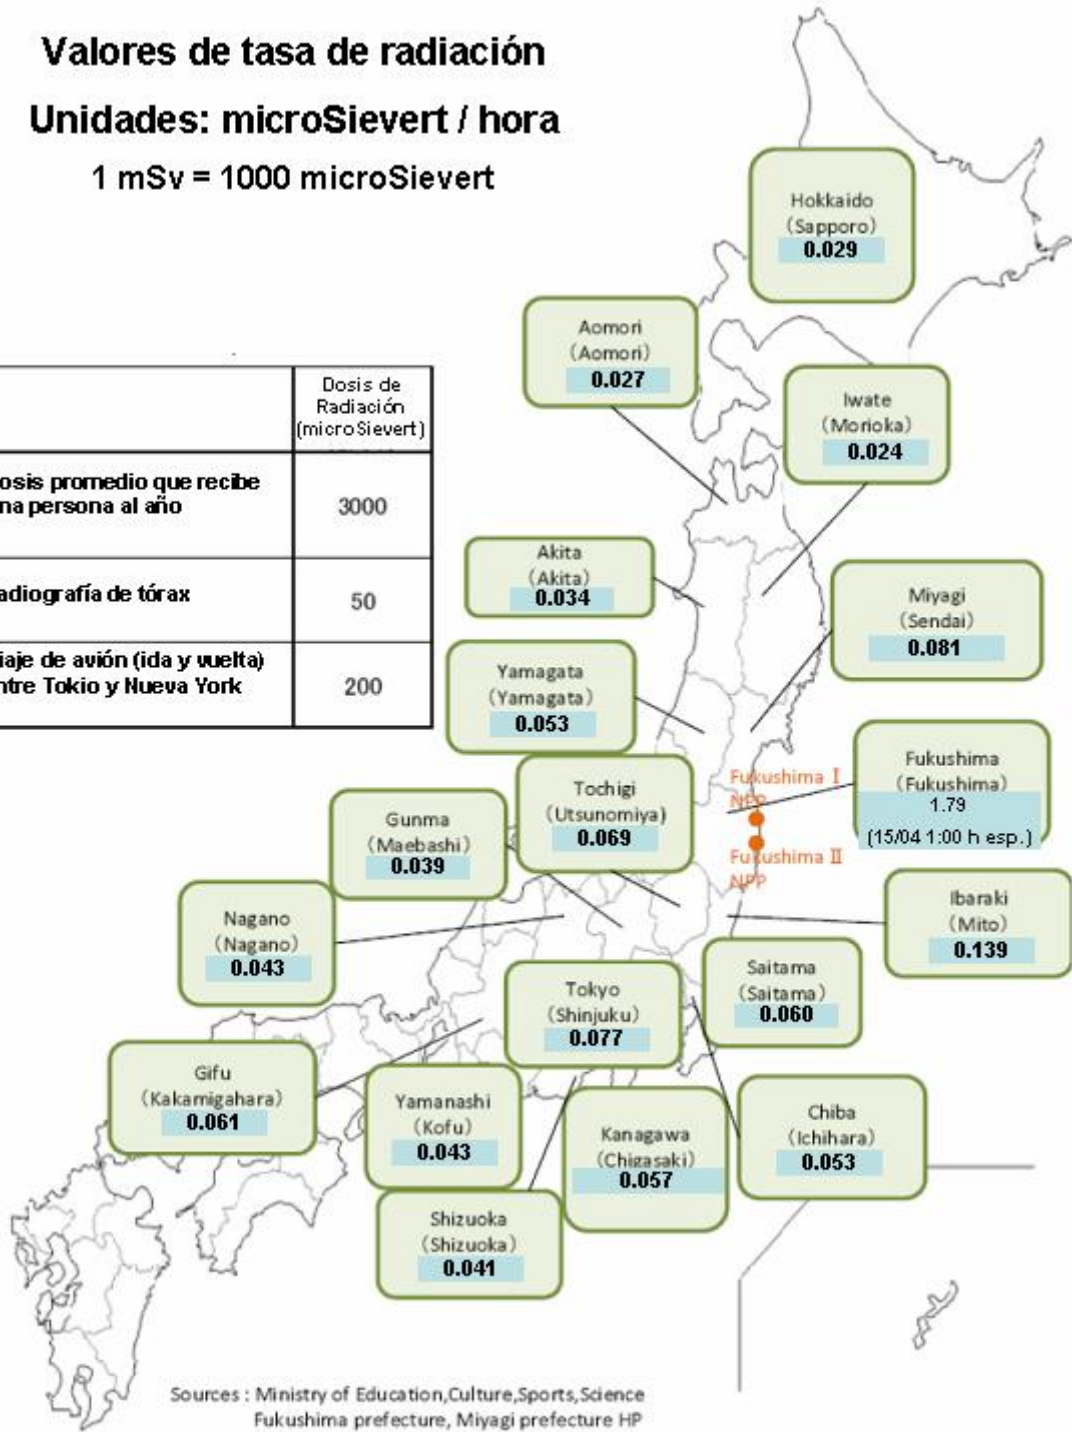 Valores de tasa de radiación
Unidades: microSievert / hora
1 mSv = 1000 microSievert
Hokkaido
(Sapporo)
0.029
Aomori
(Aomori)
0.027
Iwate
(Morioka)
0.024
Dosis de
Radiación
(microSievert)
osis promedio que recibe
na persona al año
3000
adiografía de tórax
50
iaje de avión (ida y vuelta)
ntre Tokio y Nueva York
200
Akita
(Akita)
0.034
Miyagi
(Sendai)
0.081
Yamagata
(Yamagata)
0.053
Fukushima
(Fukushima)
1.79
(15/04 1:00 h esp.)
Fukushima I
NPP
Fukushima II
NPP
Tochigi
(Utsunomiya)
0.069
Gunma
(Maebashi)
0.039
Ibaraki
(Mito)
0.139
Nagano
(Nagano)
0.043
Saitama
(Saitama)
0.060
Tokyo
(Shinjuku)
0.077
Gifu
(Kakamigahara)
0.061
Yamanashi
(Kofu)
0.043
Kanagawa
(Chigasaki)
0.057
Chiba
(Ichihara)
0.053
Shizuoka
(Shizuoka)
0.041
Sources : Ministry of Education,Culture,Sports,Science
Fukushima prefecture, Miyagi prefecture HP